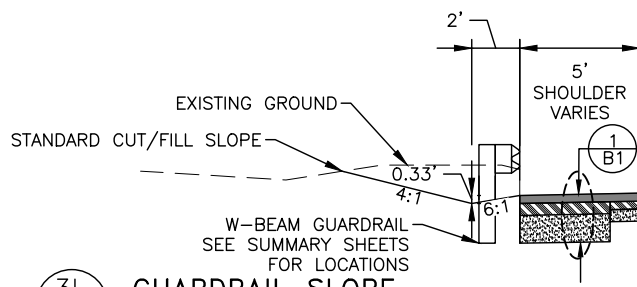 2'
5'
SHOULDER
VARIES
EXISTING GROUND
STANDARD CUT/FILL SLOPE
1
B1
0.33'
4:1
6:1
W-BEAM GUARDRAIL
SEE SUMMARY SHEETS
FOR LOCATIONS
GUARDRAIL SLOPE